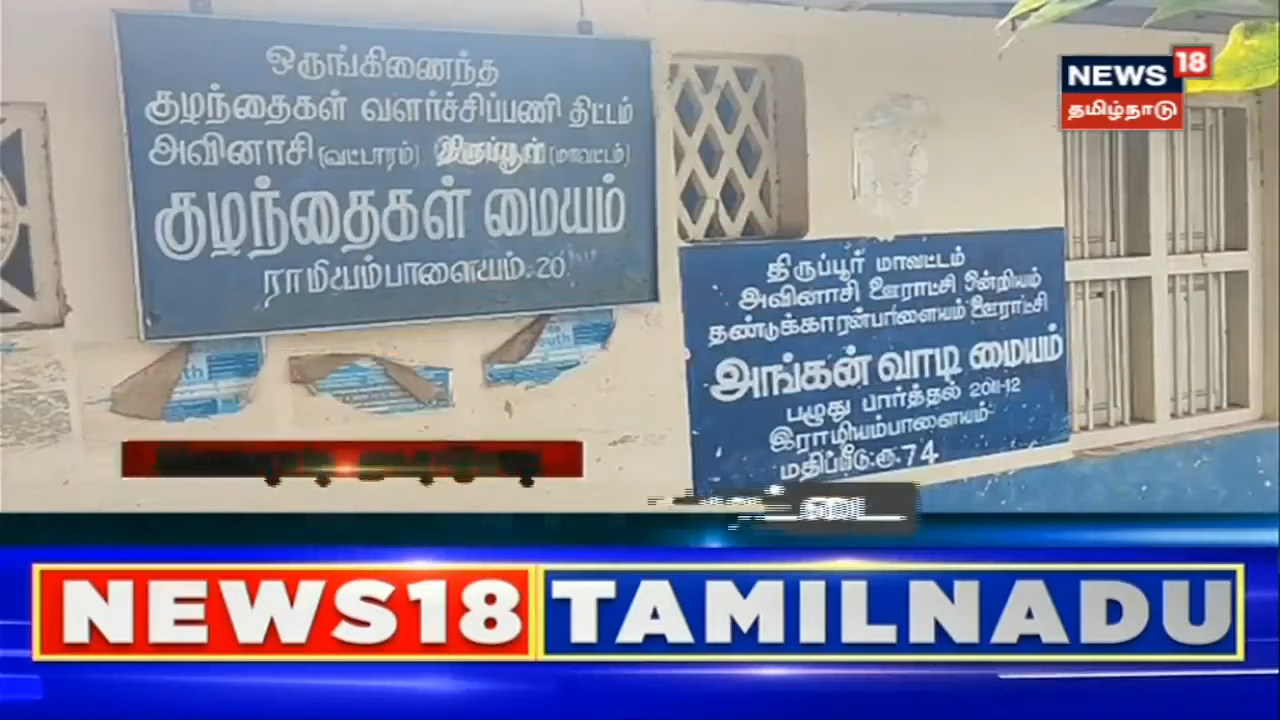 ஒருங்கிணைந்த
குழந்தைகள் வளர்ச்சிப்பணி திட்டம்
அவினாசி (வட்டாரம்) திருப்பூர் (மாவட்டம்)
குழந்தைகள் மையம்
ராமியம்பாளையம்-20
திருப்பூர் மாவட்டம்
அவினாசி ஊராட்சி ஒன்றியம்
தண்டுக்காரன்பாளையம் ஊராட்சி
அங்கன் வாடி மையம்
பழுது பார்த்தல் 2011-12
இராமியம்பாளையம்
மதிப்பீடு.ரூ.74
NEWS 18
தமிழ்நாடு
NEWS18 TAMILNADU